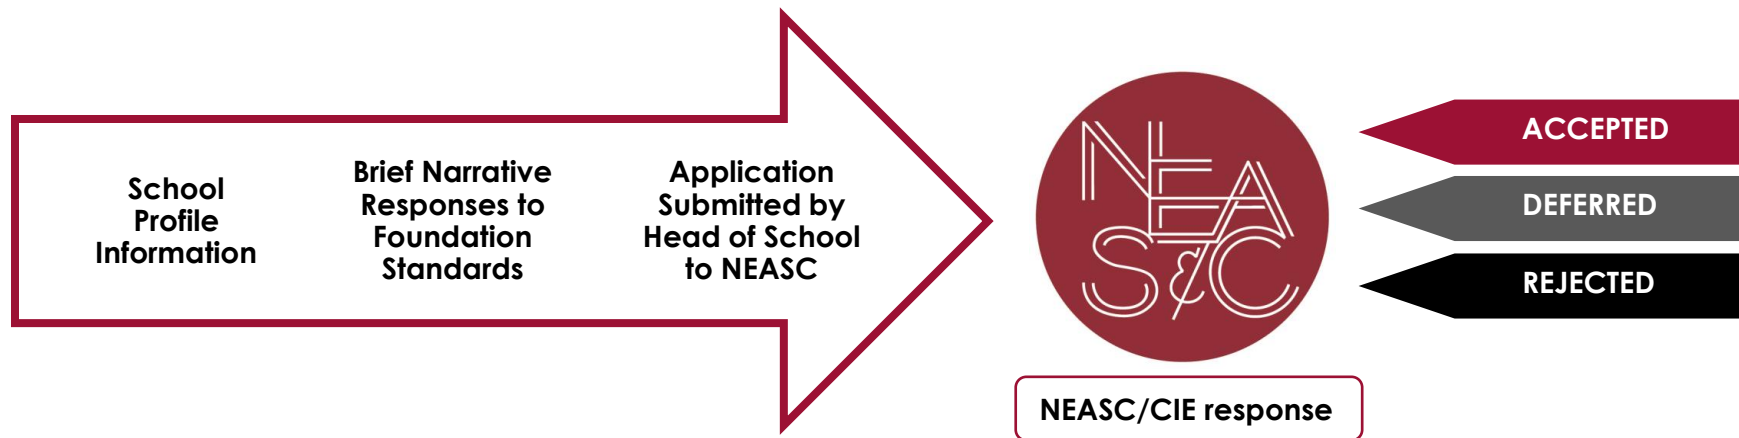 School
Profile
Information
Brief Narrative
Responses to
Foundation
Standards
Application
Submitted by
Head of School
to NEASC
NEA
S&C
NEASC/CIE response
ACCEPTED
DEFERRED
REJECTED